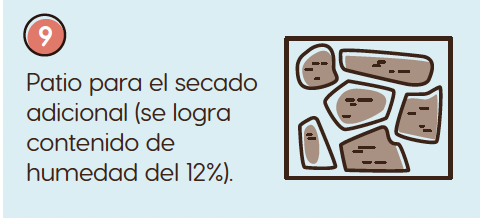 9
Patio para el secado
adicional (se logra
contenido de
humedad del 12%).